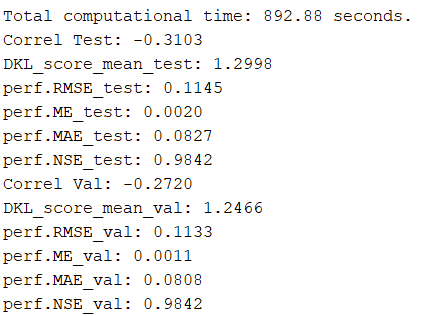 Total computational time: 892.88 seconds.
Correl Test: -0.3103
DKL_score_mean_test: 1.2998
perf.RMSE_test: 0.1145
perf.ME_test: 0.0020
perf.MAE_test: 0.0827
perf.NSE_test: 0.9842
Correl Val: -0.2720
DKL_score_mean_val: 1.2466
perf.RMSE_val: 0.1133
perf.ME_val: 0.0011
perf.MAE_val: 0.0808
perf.NSE_val: 0.9842